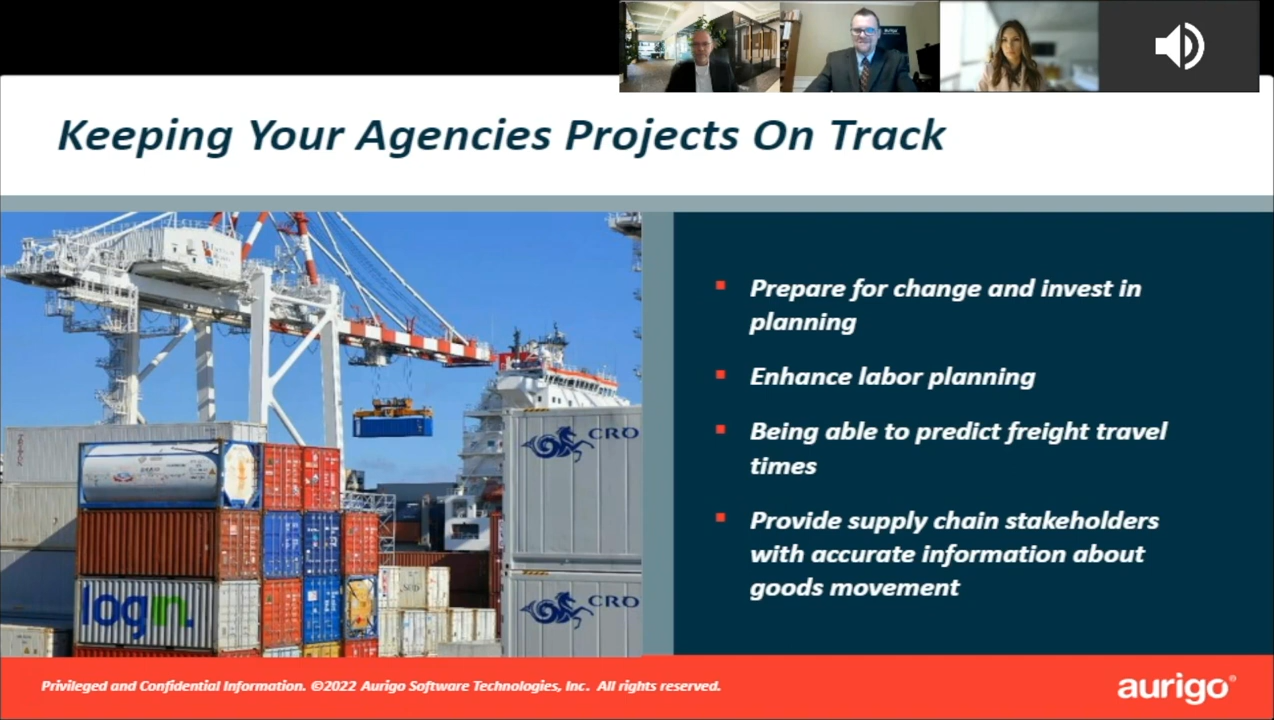 Keeping Your Agencies Projects On Track
Prepare for change and invest in
planning
Enhance labor planning
Being able to predict freight travel
times
Provide supply chain stakeholders
with accurate information about
goods movement
CRO
login.
CRO
Privileged and Confidential Information. ©2022 Aurigo Software Technologies, Inc. All rights reserved.
aurigo®